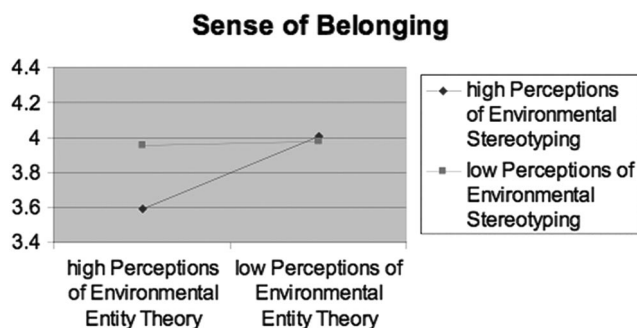 Sense of Belonging
4.4
4.2
4
3.8
3.6
3.4
high Perceptions
of Environmental
Entity Theory
low Perceptions of
Environmental
Entity Theory
high Perceptions
of Environmental
Stereotyping
low Perceptions of
Environmental
Stereotyping